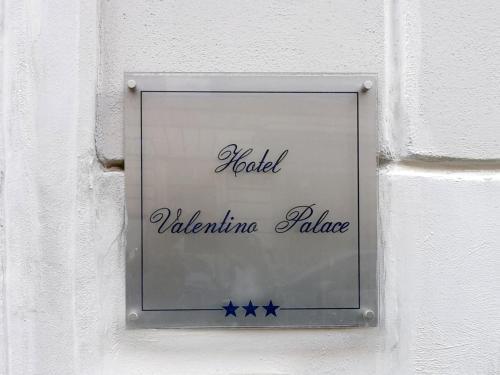 Hotel
Valentino Palace
★★★